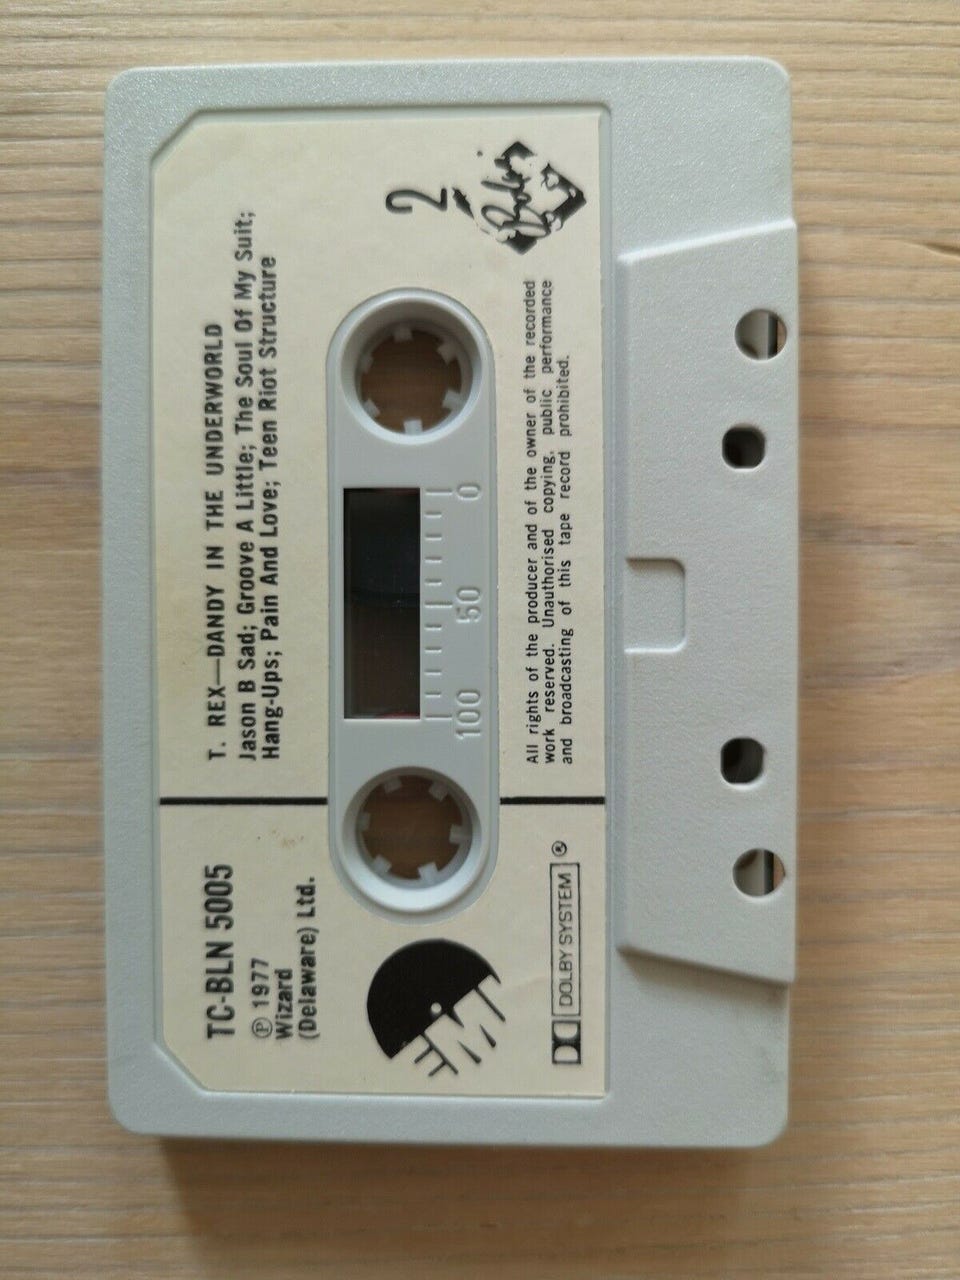 TC-BLN 5005
℗ 1977
Wizard
(Delaware) Ltd.
EMI
DOLBY SYSTEM ®
T. REX—DANDY IN THE UNDERWORLD
Jason B Sad; Groove A Little; The Soul Of My Suit;
Hang-Ups; Pain And Love; Teen Riot Structure
100 50 0
2
Bolan
All rights of the producer and of the owner of the recorded
work reserved. Unauthorised copying, public performance
and broadcasting of this tape record prohibited.